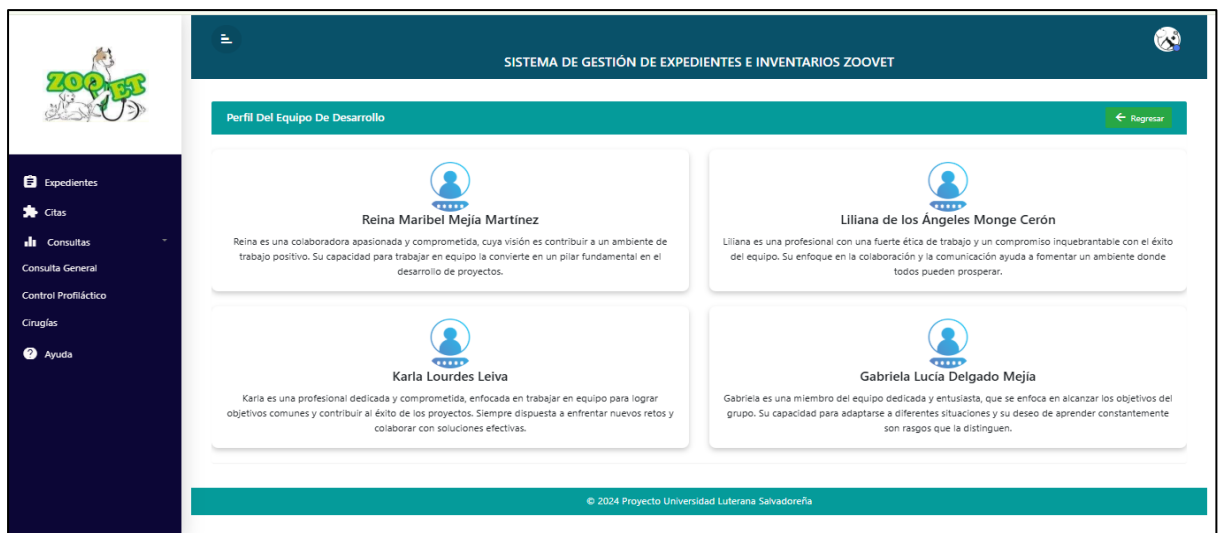 ZOOVET
Expedientes
Citas
Consultas
Consulta General
Control Profiláctico
Cirugías
Ayuda
SISTEMA DE GESTIÓN DE EXPEDIENTES E INVENTARIOS ZOOVET
Perfil Del Equipo De Desarrollo
Regresar
Reina Maribel Mejía Martínez
Reina es una colaboradora apasionada y comprometida, cuya visión es contribuir a un ambiente de
trabajo positivo. Su capacidad para trabajar en equipo la convierte en un pilar fundamental en el
desarrollo de proyectos.
Liliana de los Ángeles Monge Cerón
Liliana es una profesional con una fuerte ética de trabajo y un compromiso inquebrantable con el éxito
del equipo. Su enfoque en la colaboración y la comunicación ayuda a fomentar un ambiente donde
todos pueden prosperar.
Karla Lourdes Leiva
Karla es una profesional dedicada y comprometida, enfocada en trabajar en equipo para lograr
objetivos comunes y contribuir al éxito de los proyectos. Siempre dispuesta a enfrentar nuevos retos y
colaborar con soluciones efectivas.
Gabriela Lucía Delgado Mejía
Gabriela es una miembro del equipo dedicada y entusiasta, que se enfoca en alcanzar los objetivos del
grupo. Su capacidad para adaptarse a diferentes situaciones y su deseo de aprender constantemente
son rasgos que la distinguen.
© 2024 Proyecto Universidad Luterana Salvadoreña